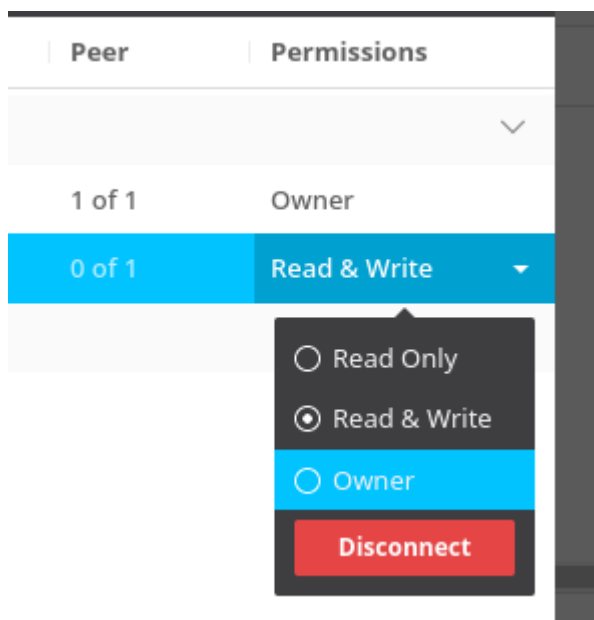 Peer Permissions
1 of 1 Owner
0 of 1 Read & Write
Read Only
Read & Write
Owner
Disconnect